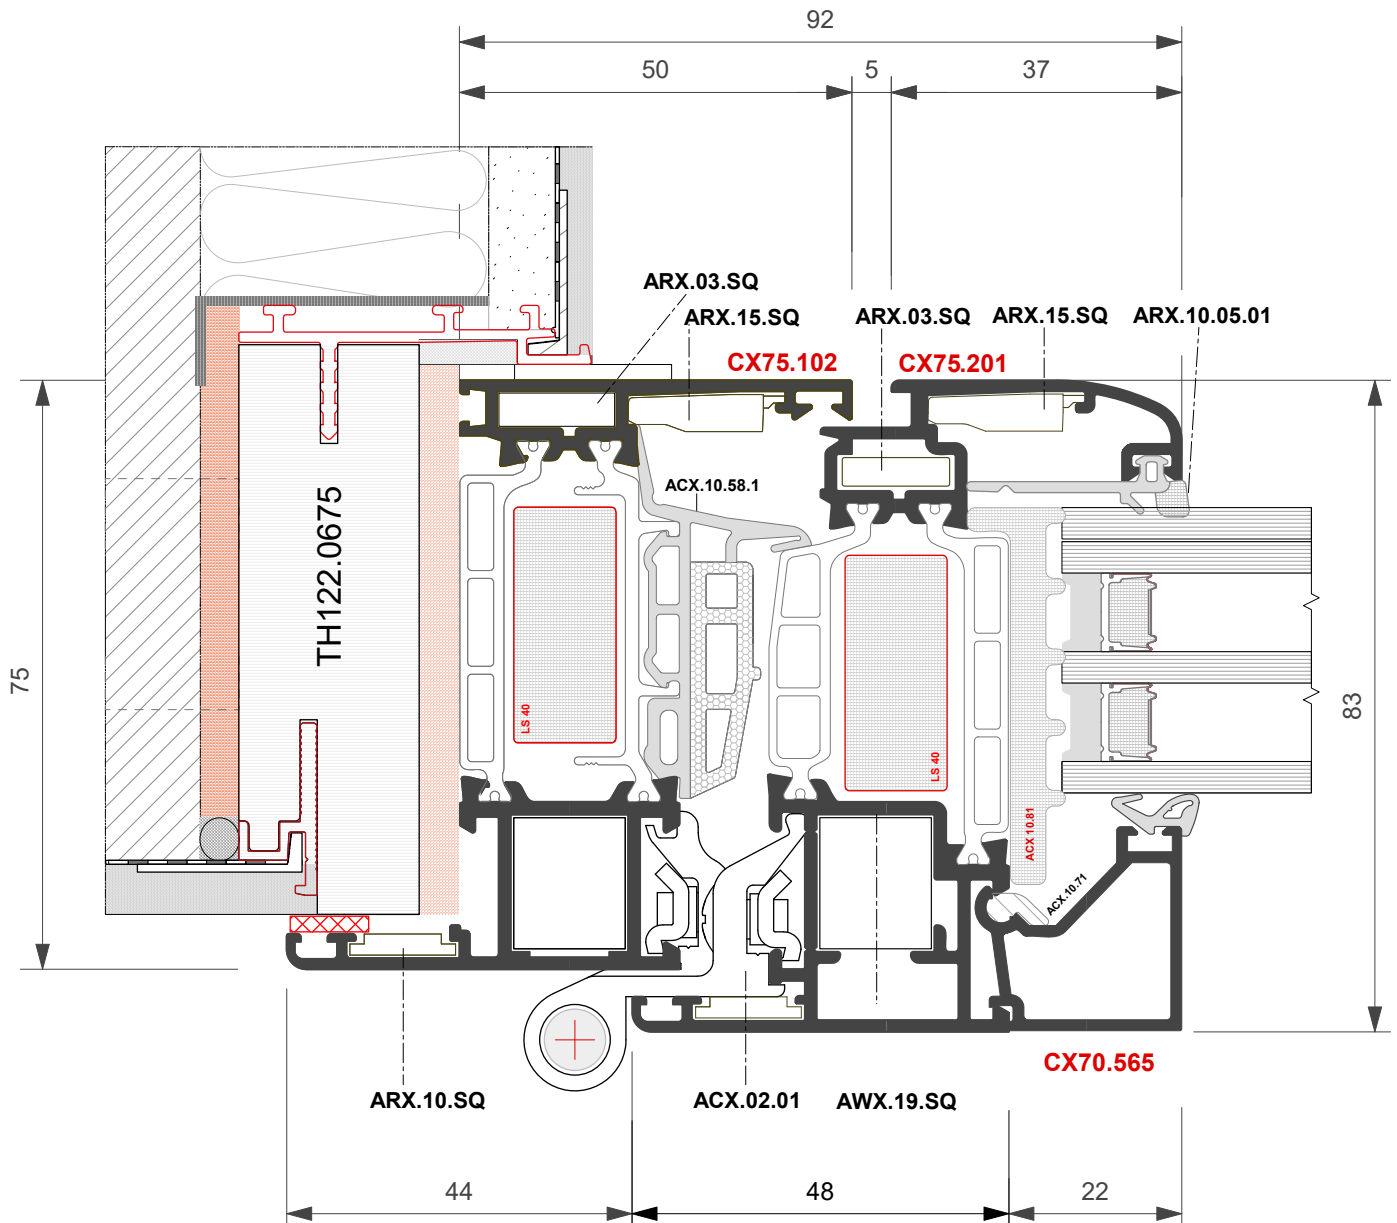 92
50
5
37
ARX.03.SQ
ARX.15.SQ
ARX.03.SQ
ARX.15.SQ
ARX.10.05.01
CX75.102
CX75.201
ACX.10.58.1
TH122.0675
75
83
LS 40
LS 40
ACX 10.81
ACX.10.71
CX70.565
ARX.10.SQ
ACX.02.01
AWX.19.SQ
44
48
22